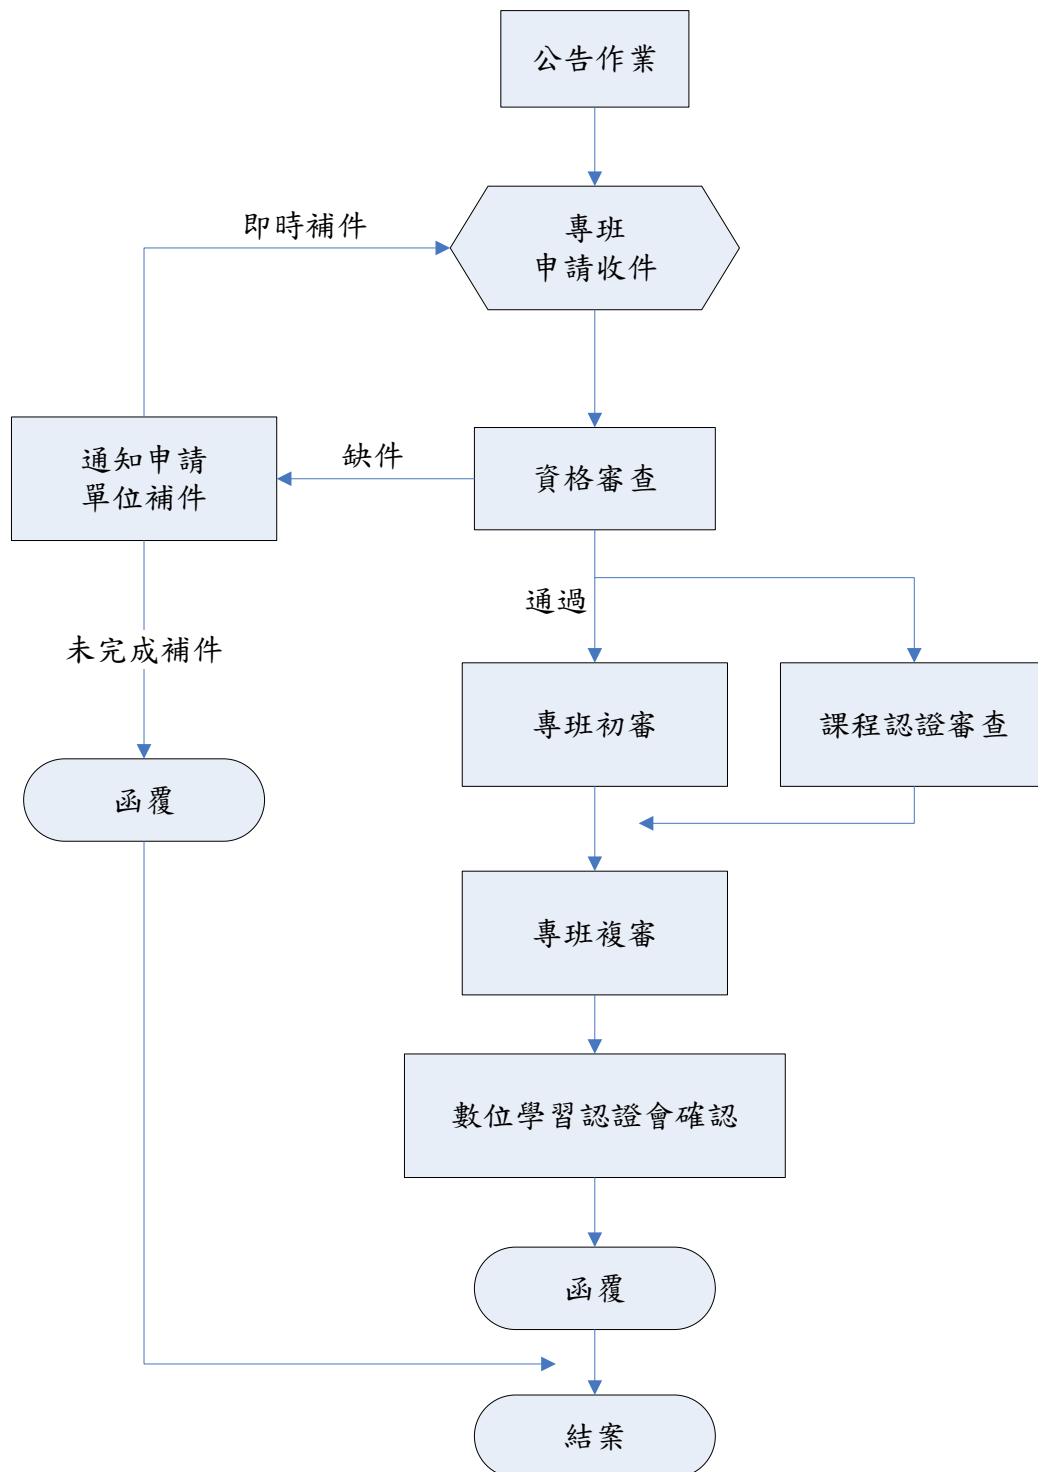 公告作業
即時補件
專班
申請收件
通知申請
單位補件
缺件
資格審查
通過
未完成補件
專班初審
課程認證審查
函覆
專班複審
數位學習認證會確認
函覆
結案